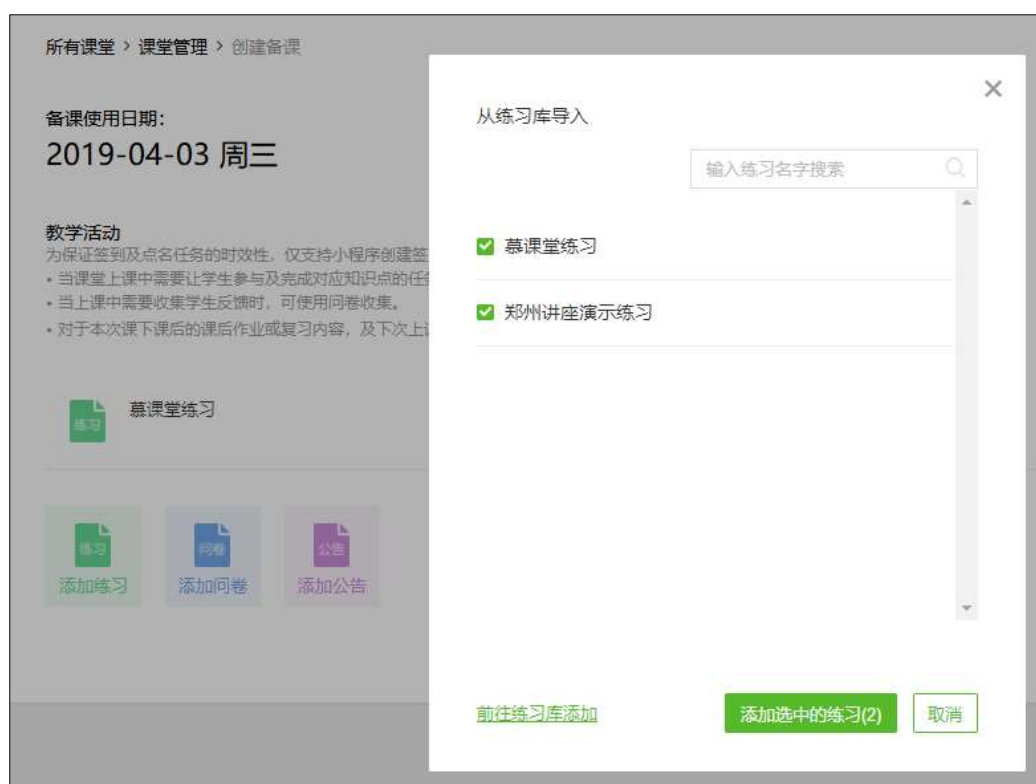 所有课堂 > 课堂管理 > 创建备课
备课使用日期：
2019-04-03 周三
教学活动
为保证签到及点名任务的时效性，仅支持小程序创建签
• 当课堂上课中需要让学生参与及完成对应知识点的任务
• 当上课中需要收集学生反馈时，可使用问卷收集。
• 对于本次课下课后的课后作业或复习内容，及下次上课
练习
慕课堂练习
练习
问卷
公告
添加练习
添加问卷
添加公告
从练习库导入
输入练习名字搜索
慕课堂练习
郑州讲座演示练习
前往练习库添加
添加选中的练习(2)
取消